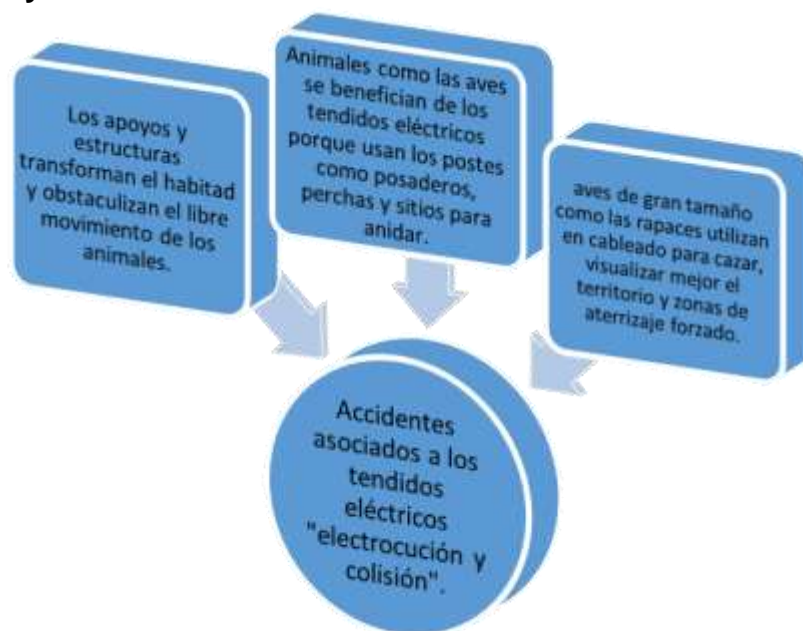 Los apoyos y
estructuras
transforman el habitad
y obstaculizan el libre
movimiento de los
animales.
Animales como las aves
se benefician de los
tendidos eléctricos
porque usan los postes
como posaderos,
perchas y sitios para
anidar.
aves de gran tamaño
como las rapaces utilizan
en cableado para cazar,
visualizar mejor el
territorio y zonas de
aterrizaje forzado.
Accidentes
asociados a los
tendidos
eléctricos
"electrocución y
colisión".